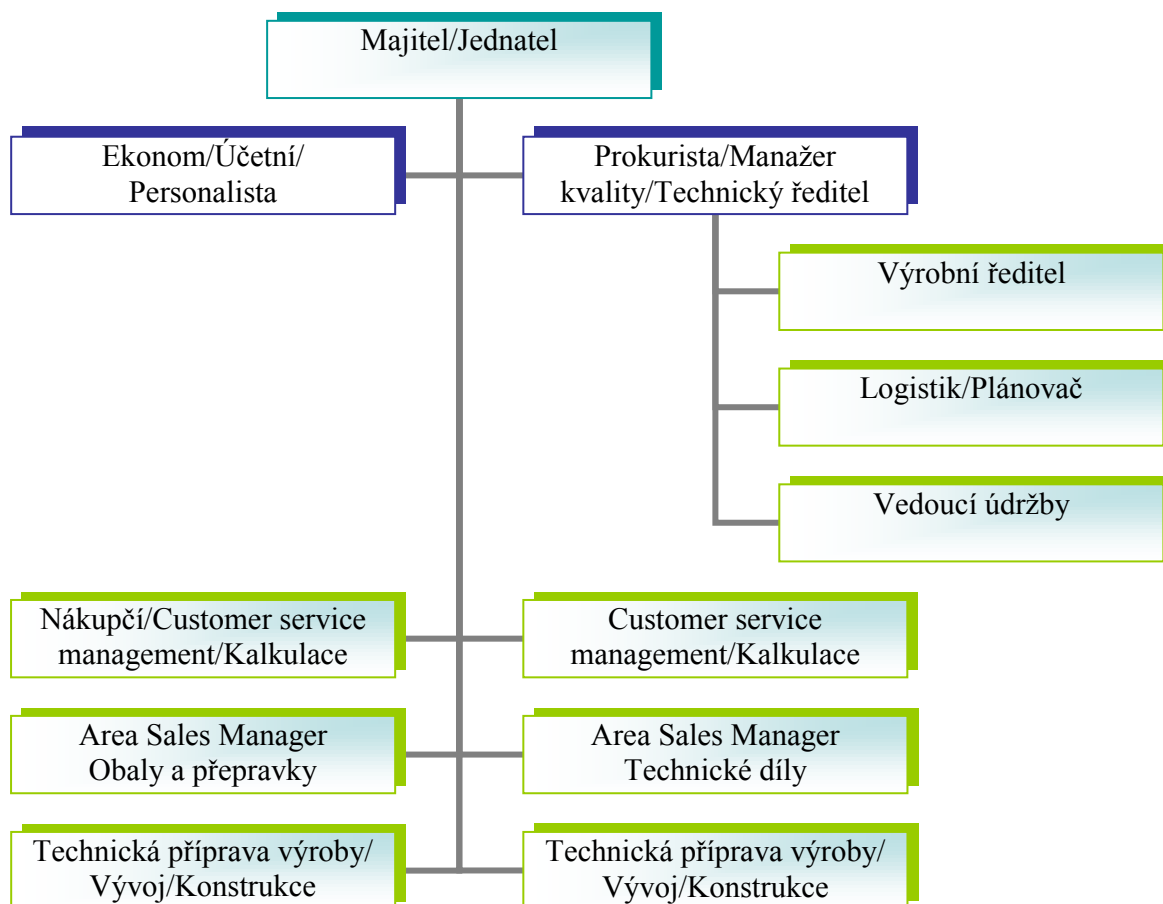 Majitel/Jednatel
Ekonom/Účetní/
Personalista
Prokurista/Manažer
kvality/Technický ředitel
Výrobní ředitel
Logistik/Plánovač
Vedoucí údržby
Nákupčí/Customer service
management/Kalkulace
Customer service
management/Kalkulace
Area Sales Manager
Obaly a přepravky
Area Sales Manager
Technické díly
Technická příprava výroby/
Vývoj/Konstrukce
Technická příprava výroby/
Vývoj/Konstrukce